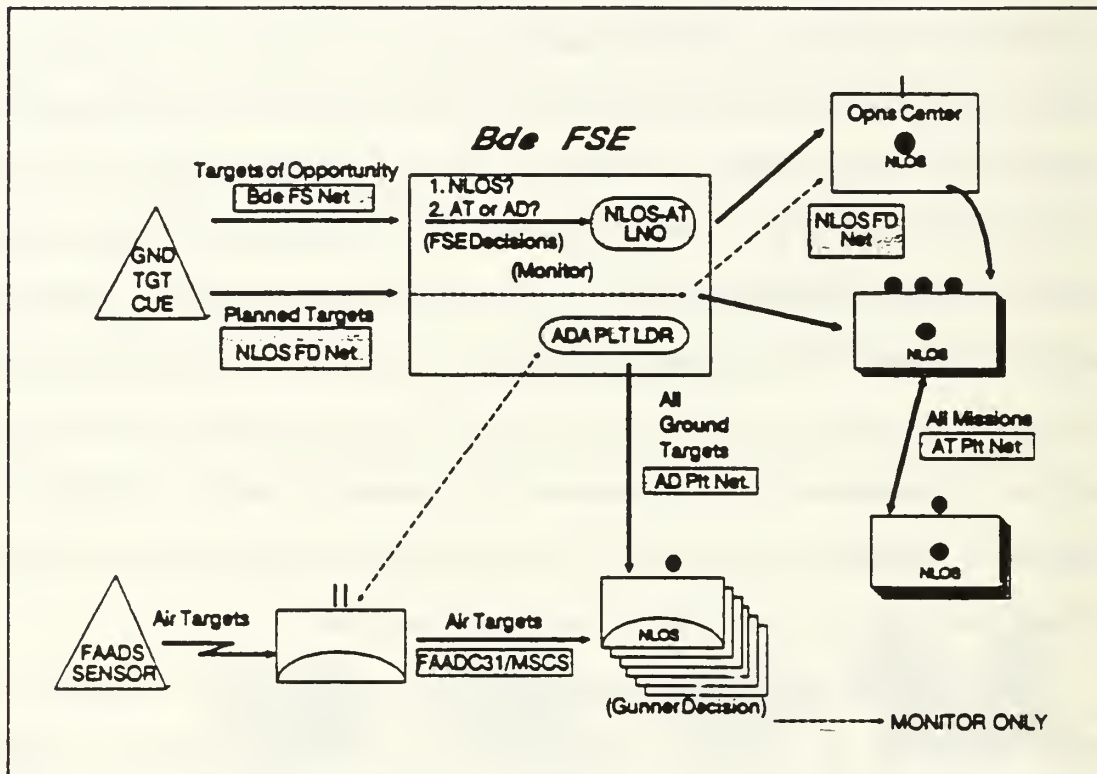 Bde FSE
Targets of Opportunity
Bde FS Net
GND
TGT
CUE
Planned Targets
NLOS FD Net
1. NLOS?
2. AT or AD?
(FSE Decisions)
(Monitor)
NLOS-AT
LNO
ADA PLT LDR
Opns Center
NLOS
NLOS FD
Net
NLOS
All Missions
AT Plt Net
NLOS
All
Ground
Targets
AD Plt Net.
FAADS
SENSOR
Air Targets
Air Targets
FAADC31/MSCS
NLOS
(Gunner Decision)
MONITOR ONLY